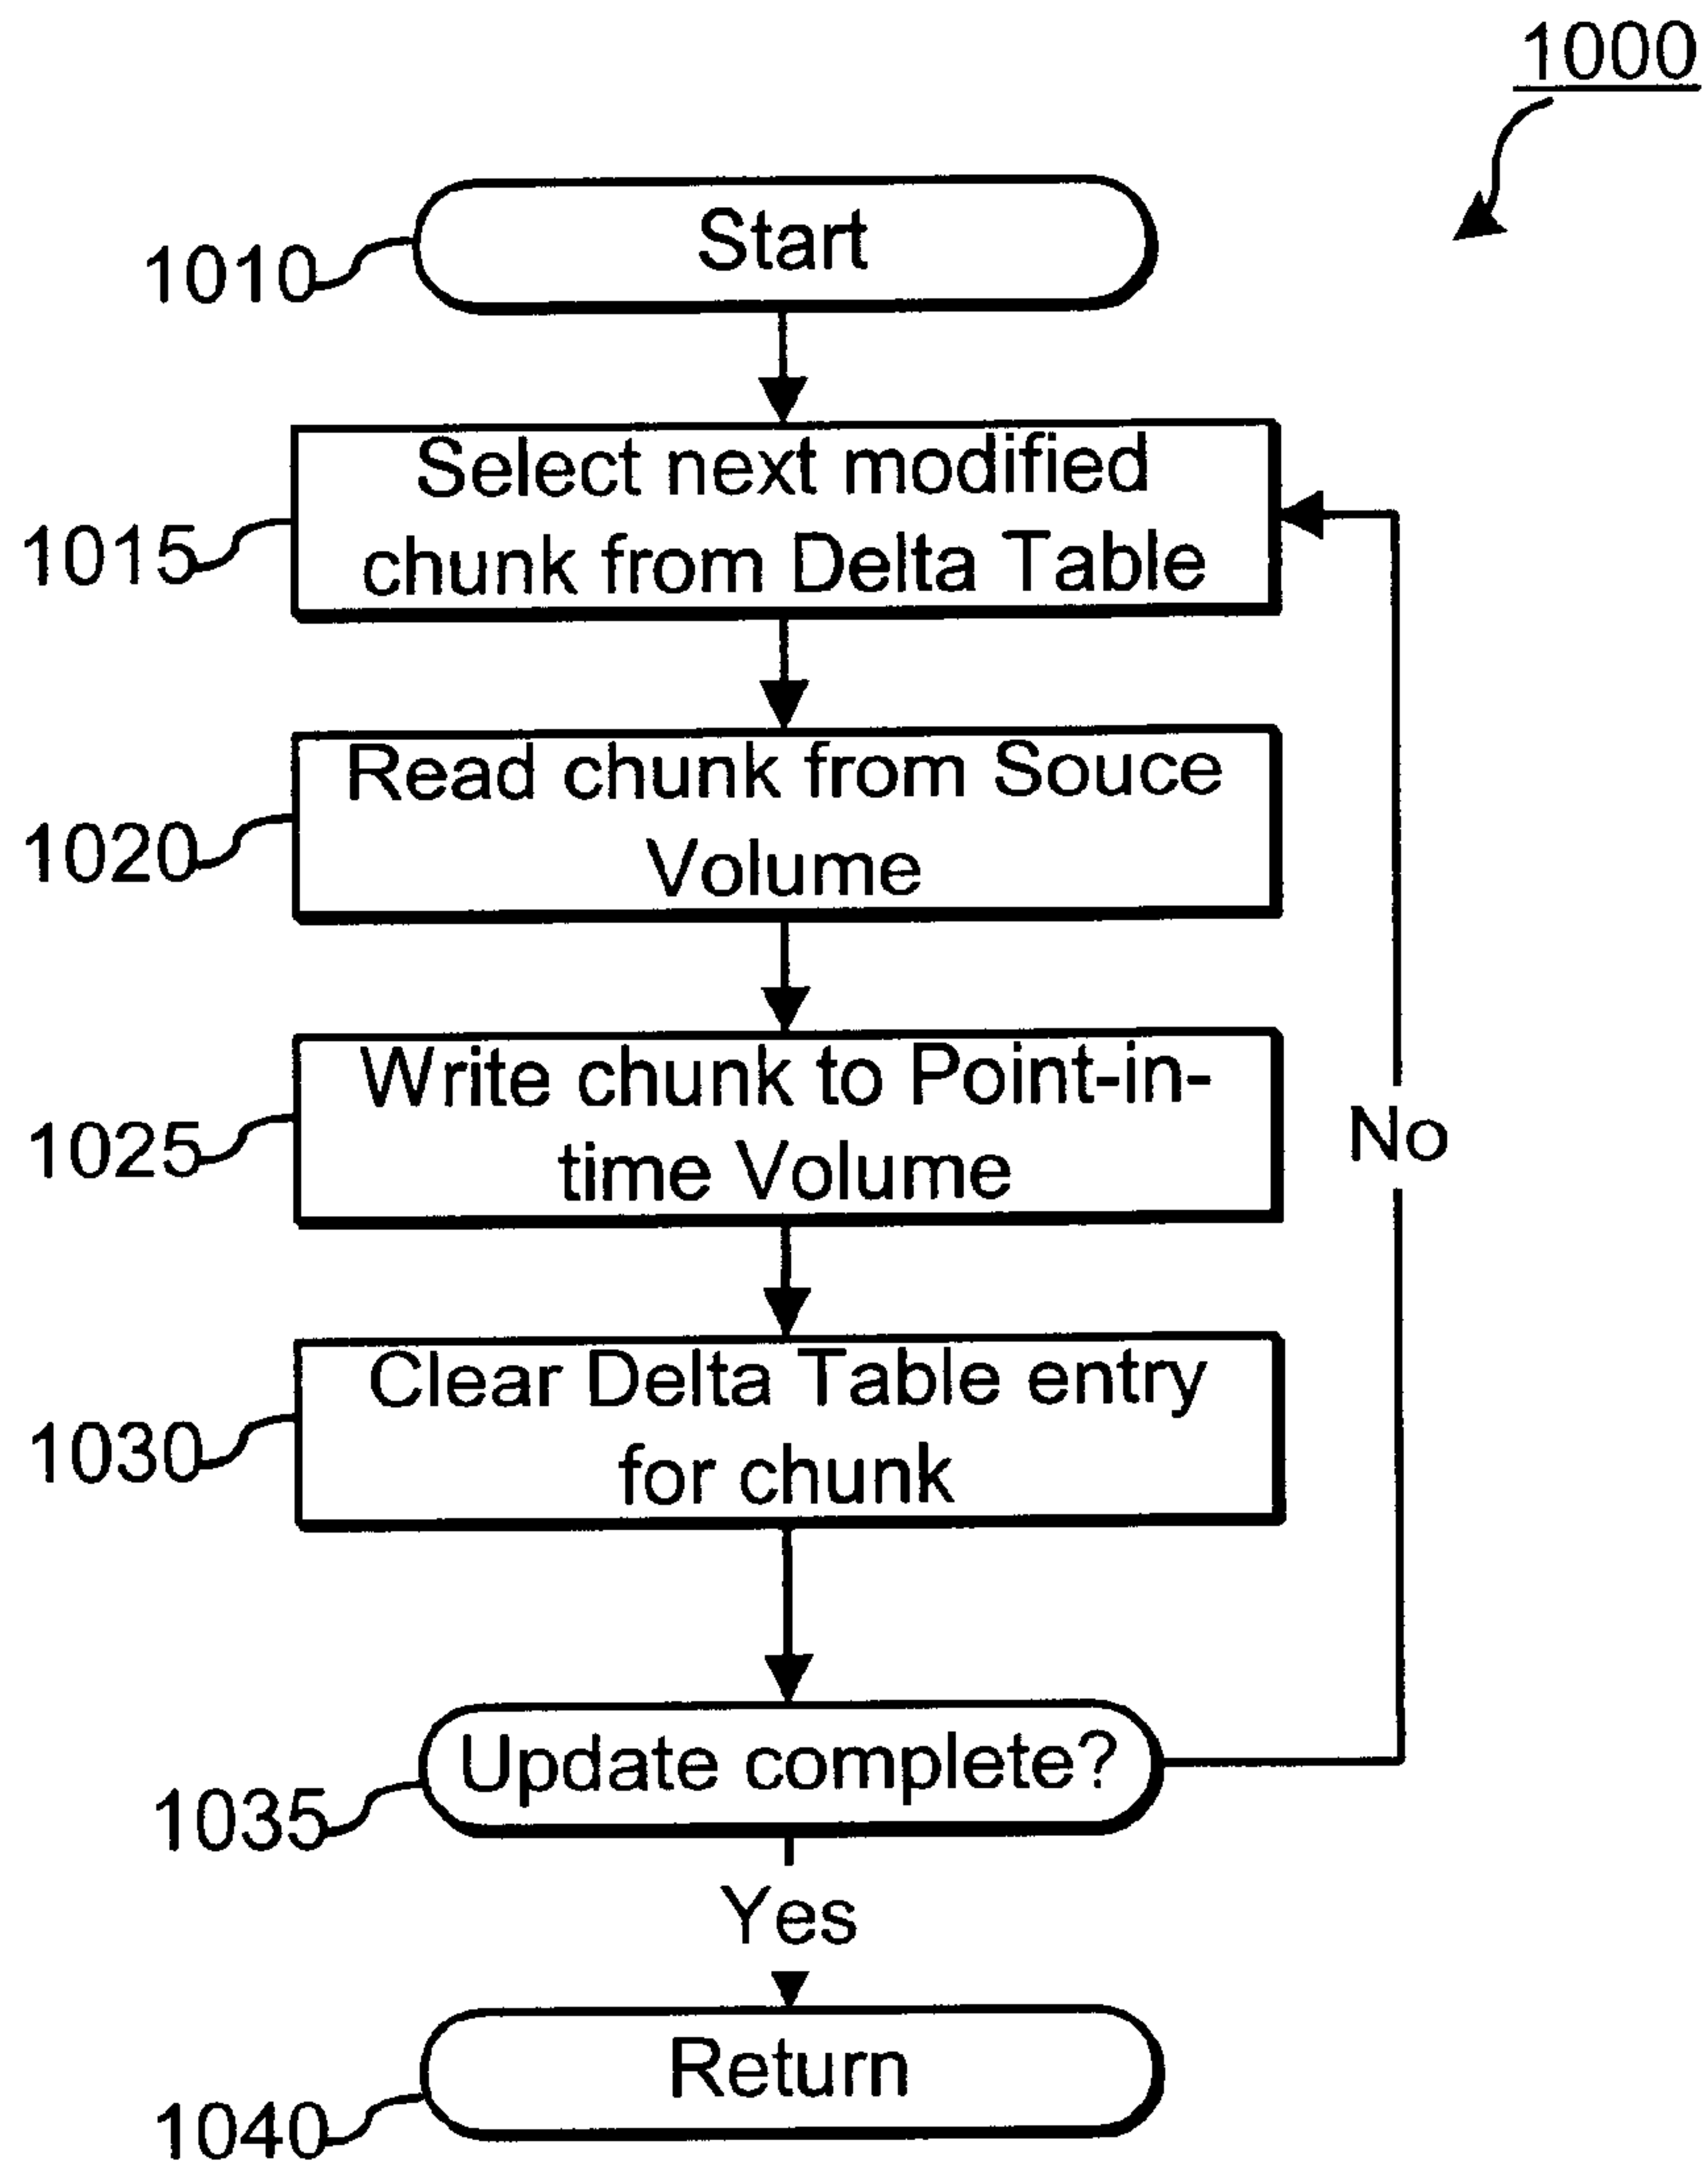 1000
1010
Start
1015
Select next modified
chunk from Delta Table
1020
Read chunk from Souce
Volume
1025
Write chunk to Point-in-
time Volume
No
1030
Clear Delta Table entry
for chunk
1035
Update complete?
Yes
1040
Return